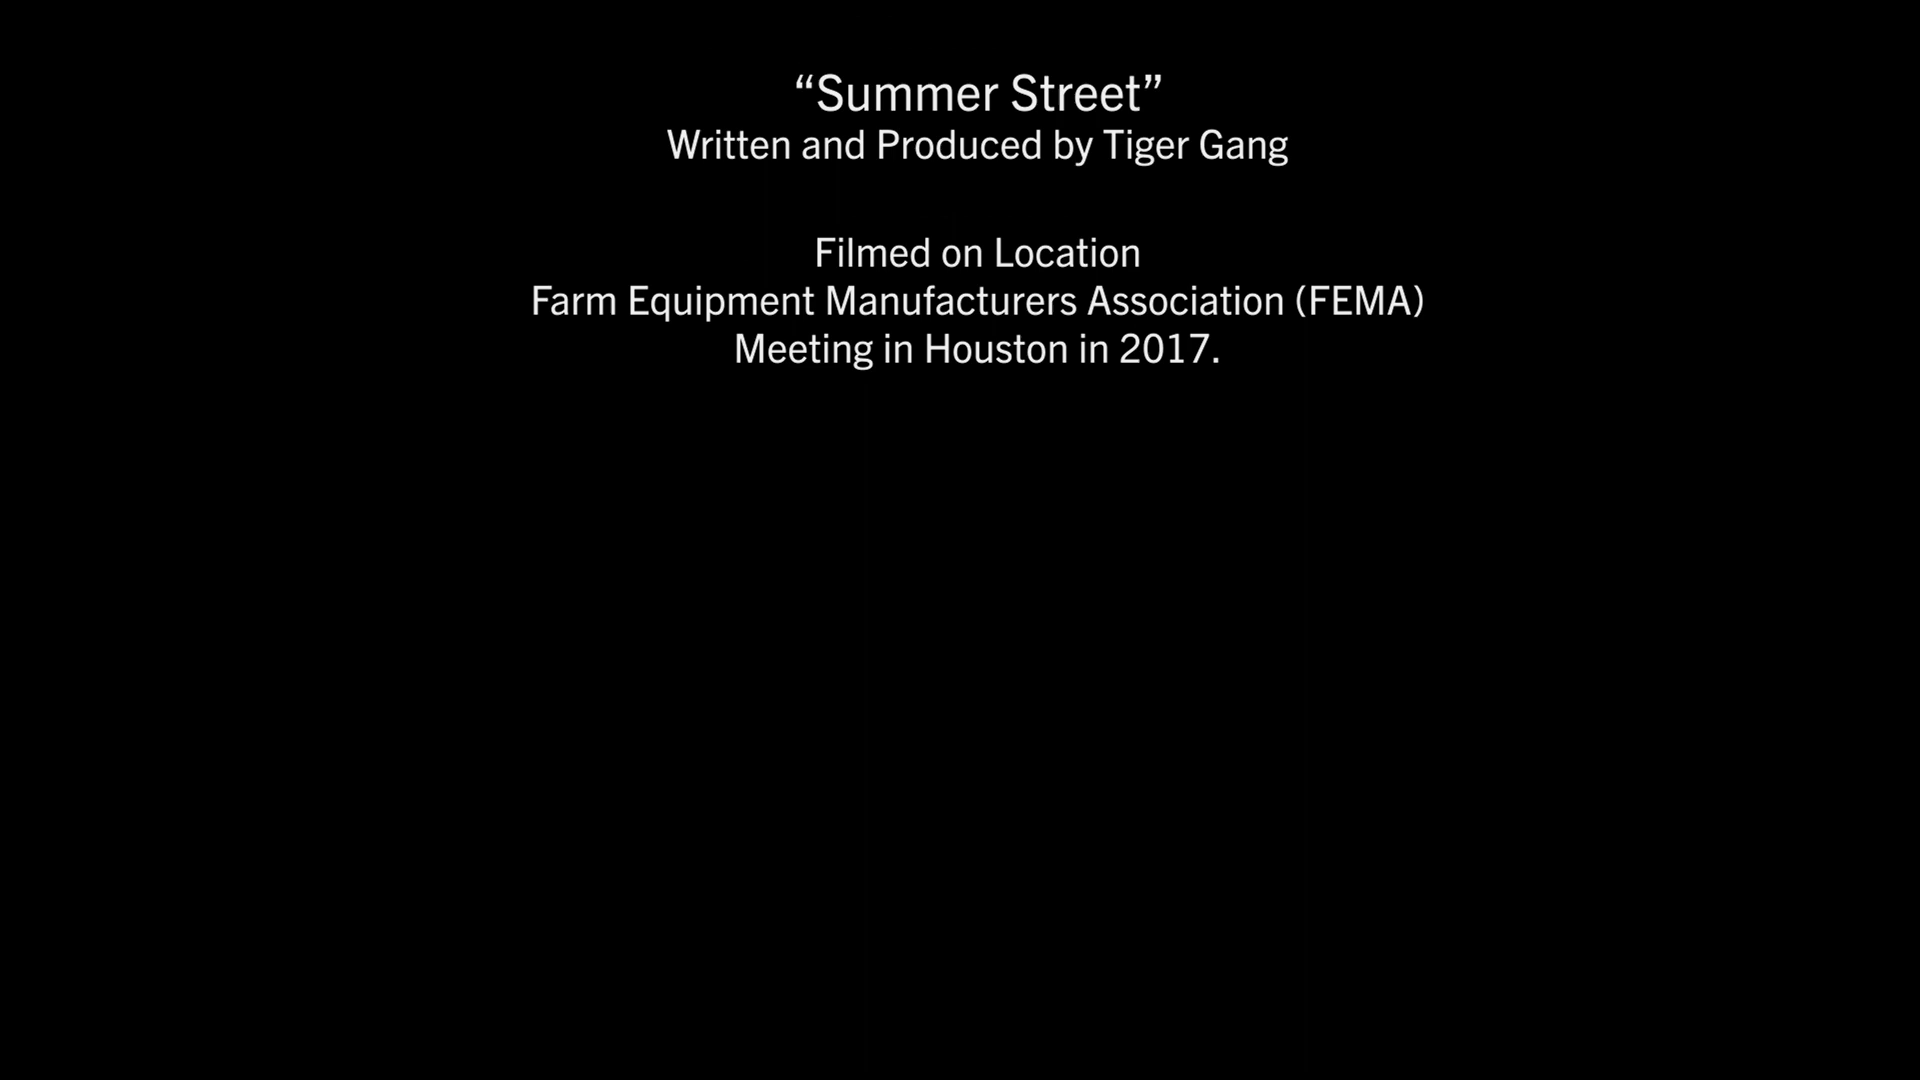 “Summer Street”
Written and Produced by Tiger Gang
Filmed on Location
Farm Equipment Manufacturers Association (FEMA)
Meeting in Houston in 2017.